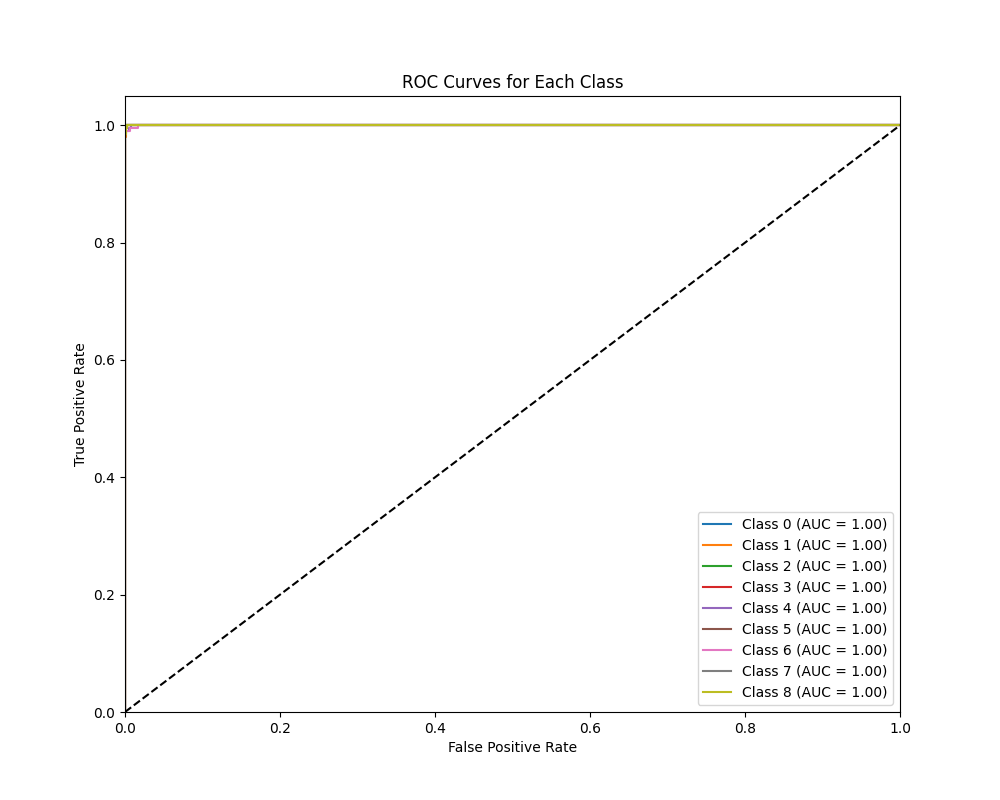 ROC Curves for Each Class
1.0
0.8
0.6
0.4
0.2
0.0
True Positive Rate
0.0 0.2 0.4 0.6 0.8 1.0
False Positive Rate
Class 0 (AUC = 1.00)
Class 1 (AUC = 1.00)
Class 2 (AUC = 1.00)
Class 3 (AUC = 1.00)
Class 4 (AUC = 1.00)
Class 5 (AUC = 1.00)
Class 6 (AUC = 1.00)
Class 7 (AUC = 1.00)
Class 8 (AUC = 1.00)